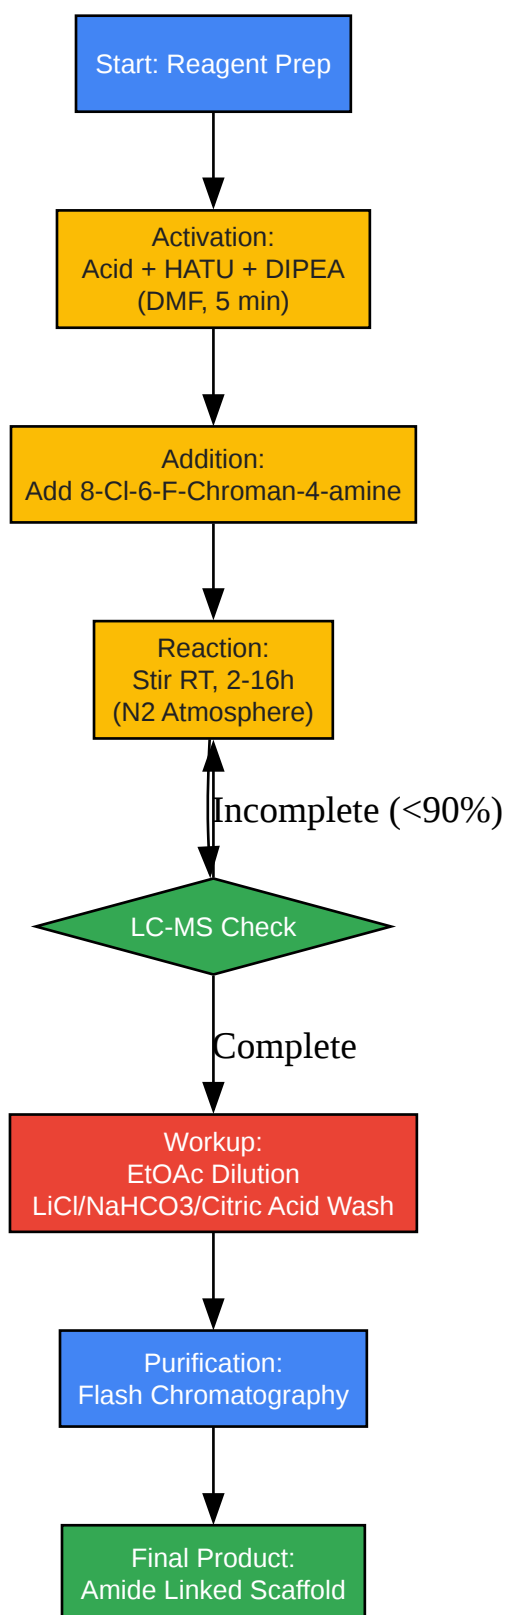 Start: Reagent Prep
Activation:
Acid + HATU + DIPEA
(DMF, 5 min)
Addition:
Add 8-Cl-6-F-Chroman-4-amine
Reaction:
Stir RT, 2-16h
(N2 Atmosphere)
Incomplete (<90%)
LC-MS Check
Complete
Workup:
EtOAc Dilution
LiCl/NaHCO3/Citric Acid Wash
Purification:
Flash Chromatography
Final Product:
Amide Linked Scaffold